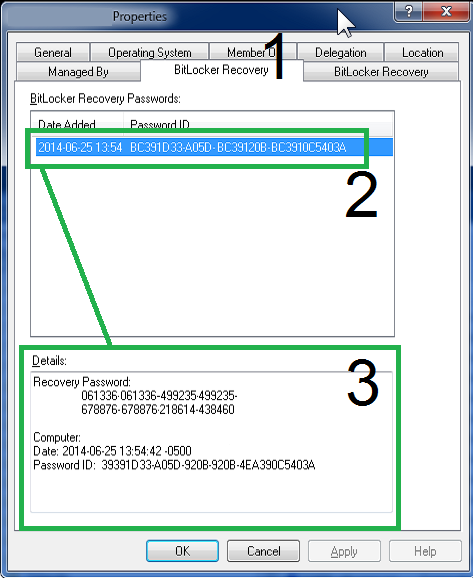 Properties
General Operating System Member O Delegation Location
Managed By BitLocker Recovery BitLocker Recovery
1
BitLocker Recovery Passwords:
Date Added Password ID
2014-06-25 13:54 BC391D33-A05D-BC39120B-BC3910C5403A
2
Details:
3
Recovery Password:
061336-061336-499235-499235-
678876-678876-218614-438460
Computer:
Date: 2014-06-25 13:54:42 -0500
Password ID: 39391D33-A05D-920B-920B-4EA390C5403A
OK Cancel Apply Help